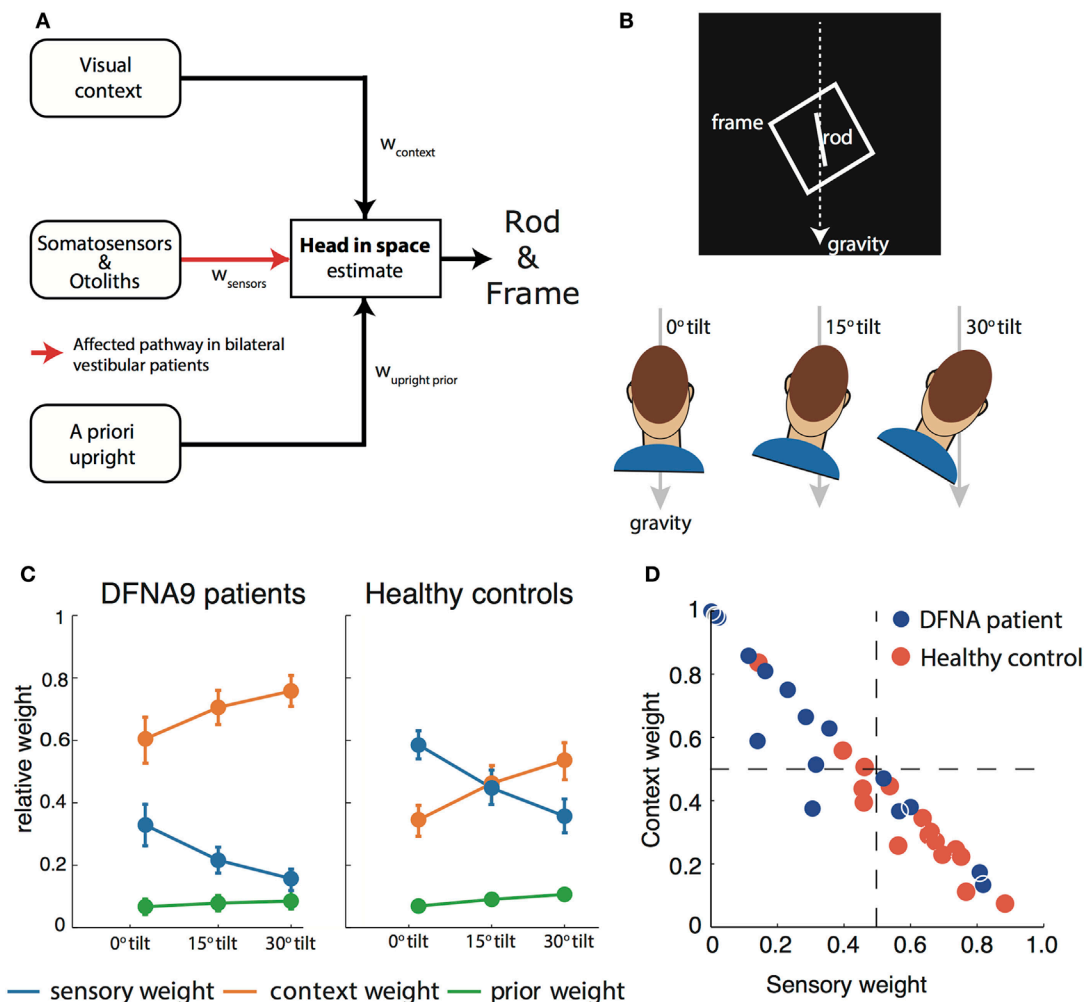 A
Visual
context
w context
Somatosensors
&
Otoliths
w sensors
Head in space
estimate
Rod
&
Frame
Affected pathway in bilateral
vestibular patients
w upright prior
A priori
upright
B
frame
rod
gravity
0° tilt
15° tilt
30° tilt
gravity
C
DFNA9 patients
Healthy controls
relative weight
1
0.8
0.6
0.4
0.2
0
0° tilt
15° tilt
30° tilt
0° tilt
15° tilt
30° tilt
sensory weight
context weight
prior weight
D
DFNA patient
Healthy control
Context weight
1
0.8
0.6
0.4
0.2
0
0
0.2
0.4
0.6
0.8
1.0
Sensory weight